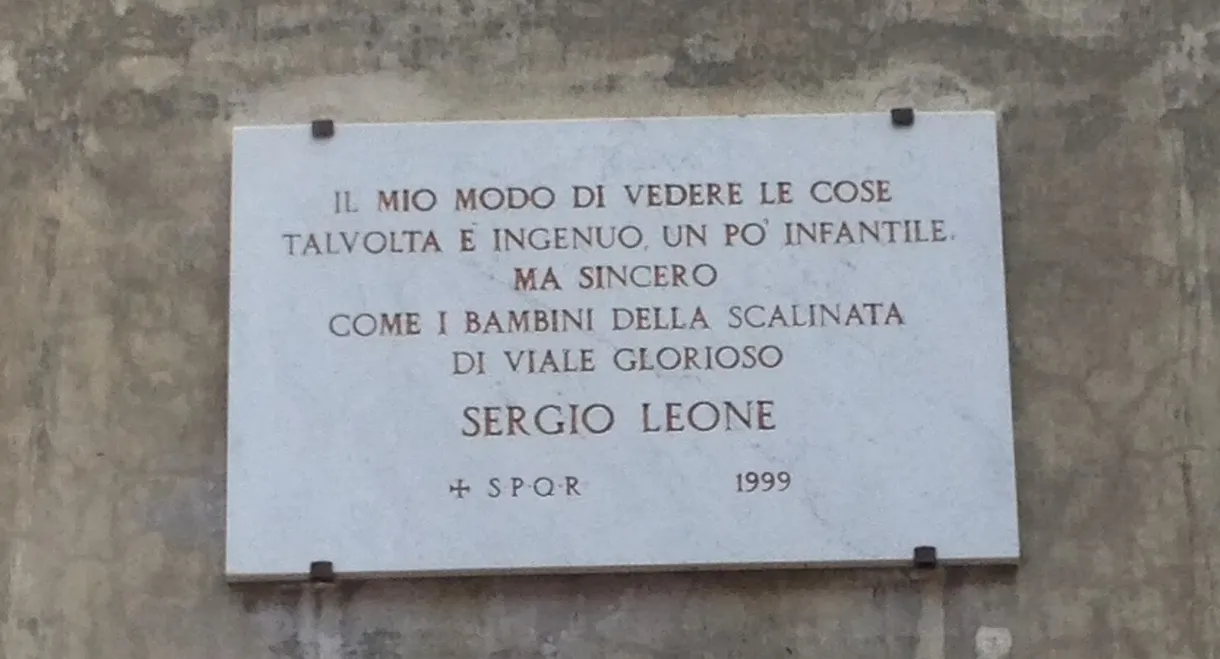 IL MIO MODO DI VEDERE LE COSE
TALVOLTA È INGENUO, UN PO' INFANTILE,
MA SINCERO
COME I BAMBINI DELLA SCALINATA
DI VIALE GLORIOSO
SERGIO LEONE
✠ S P·Q·R 1999